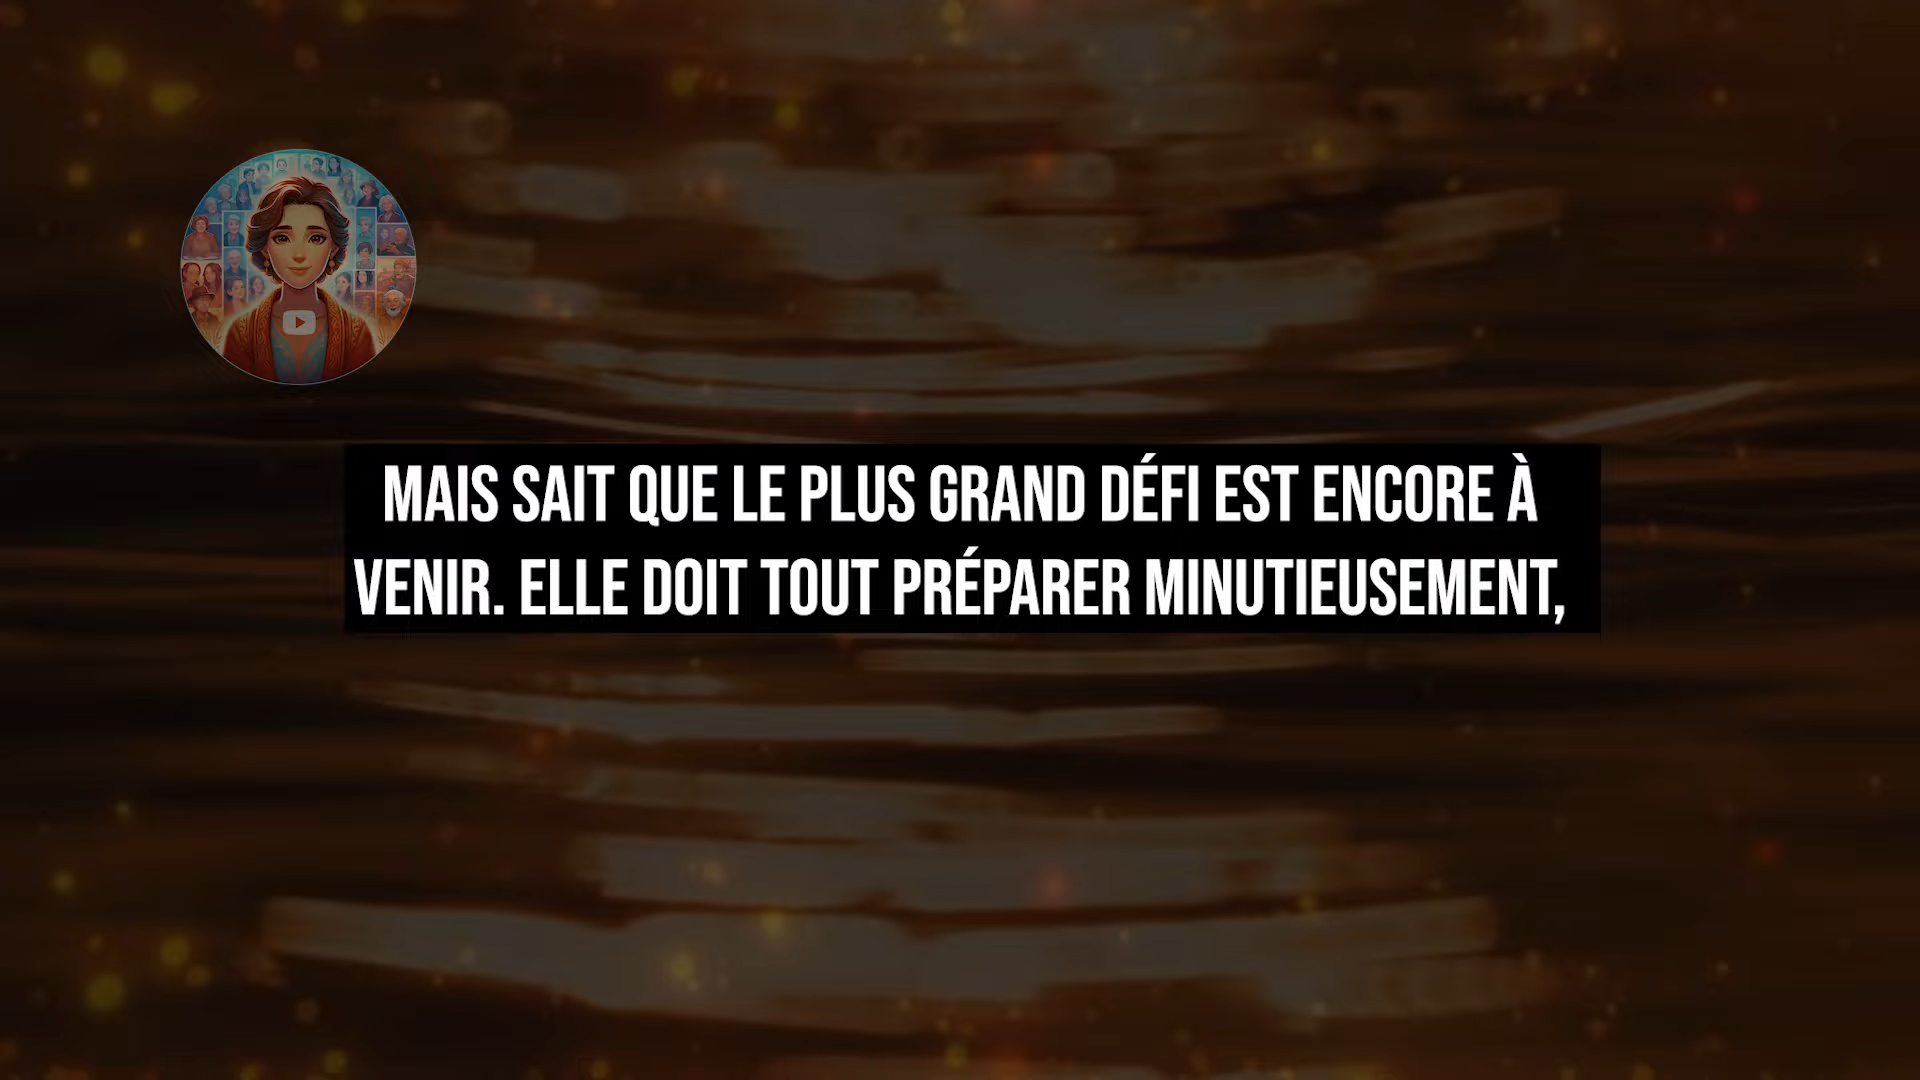 MAIS SAIT QUE LE PLUS GRAND DÉFI EST ENCORE À
VENIR. ELLE DOIT TOUT PRÉPARER MINUTIEUSEMENT,